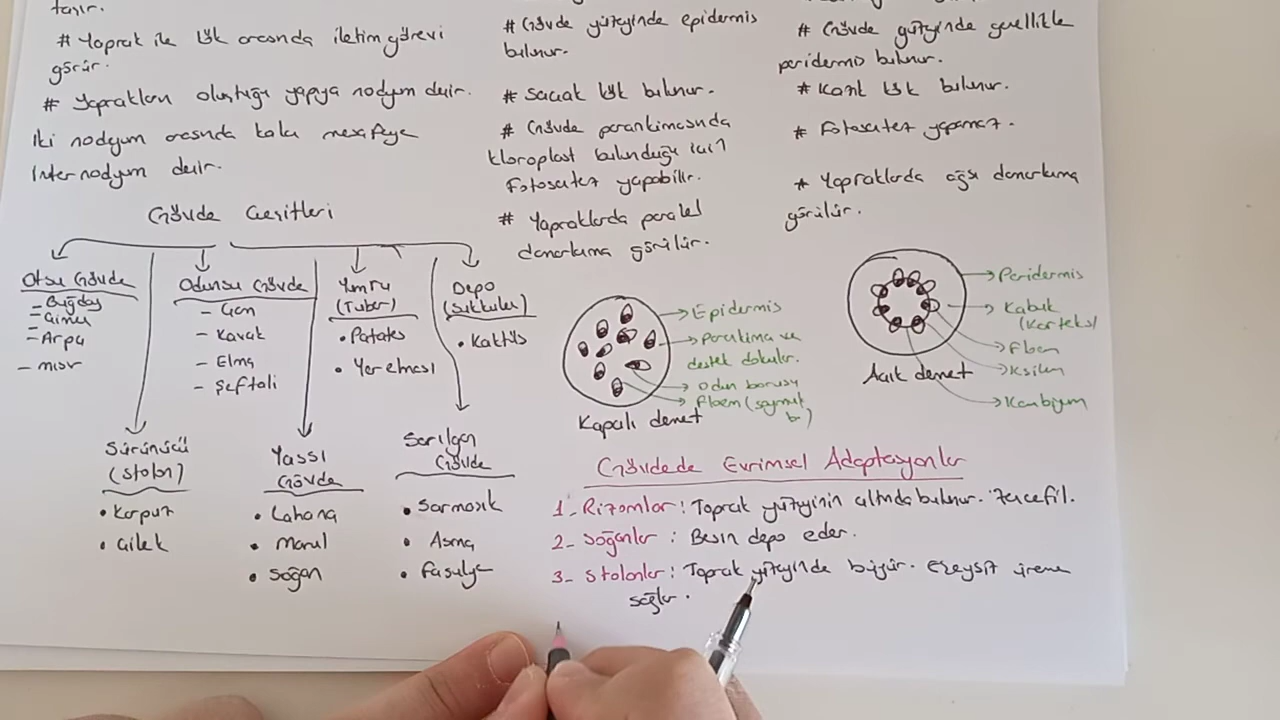 taşır.
# Yaprak ile kök arasında iletim görevi
görür.
# Yaprakların oluştuğu yapıya nodyum denir.
İki nodyum arasında kalan mesafeye
internodyum denir.
# Gövde yüzeyinde epidermis
bulunur.
# Saçak kök bulunur.
# Gövde parankimasında
kloroplast bulunduğu için
fotosentez yapabilir.
# Yapraklarda paralel
damarlanma görülür.
* Gövde yüzeyinde genellikle
peridermis bulunur.
* Kazık kök bulunur.
* Fotosentez yapamaz.
* Yapraklarda ağsı damarlanma
görülür.
Gövde Çeşitleri
Otsu Gövde
- Buğday
- Çimen
- Arpa
- mısır
Odunsu Gövde
- Çam
- Kavak
- Elma
- Şeftali
Yumru
(Tuber)
• Patates
• Yer elması
Depo
(Sukkulent)
• Kaktüs
Sürünücü
(Stolon)
• Karpuz
• Çilek
Yassı
Gövde
• Lahana
• Marul
• Soğan
Sarılgan
Gövde
• Sarmaşık
• Asma
• Fasulye
Epidermis
Parankima ve
destek dokular.
Odun borusu
Floem (soymuk
b.)
Kapalı demet
Peridermis
Kabuk
(Korteks)
Floem
Ksilem
Kambiyum
Açık demet
Gövdede Evrimsel Adaptasyonlar
1- Rizomlar: Toprak yüzeyinin altında bulunur. Zencefil.
2- Soğanlar: Besin depo eder.
3- Stolonlar: Toprak yüzeyinde büyür. Eşeysiz üreme
sağlar.